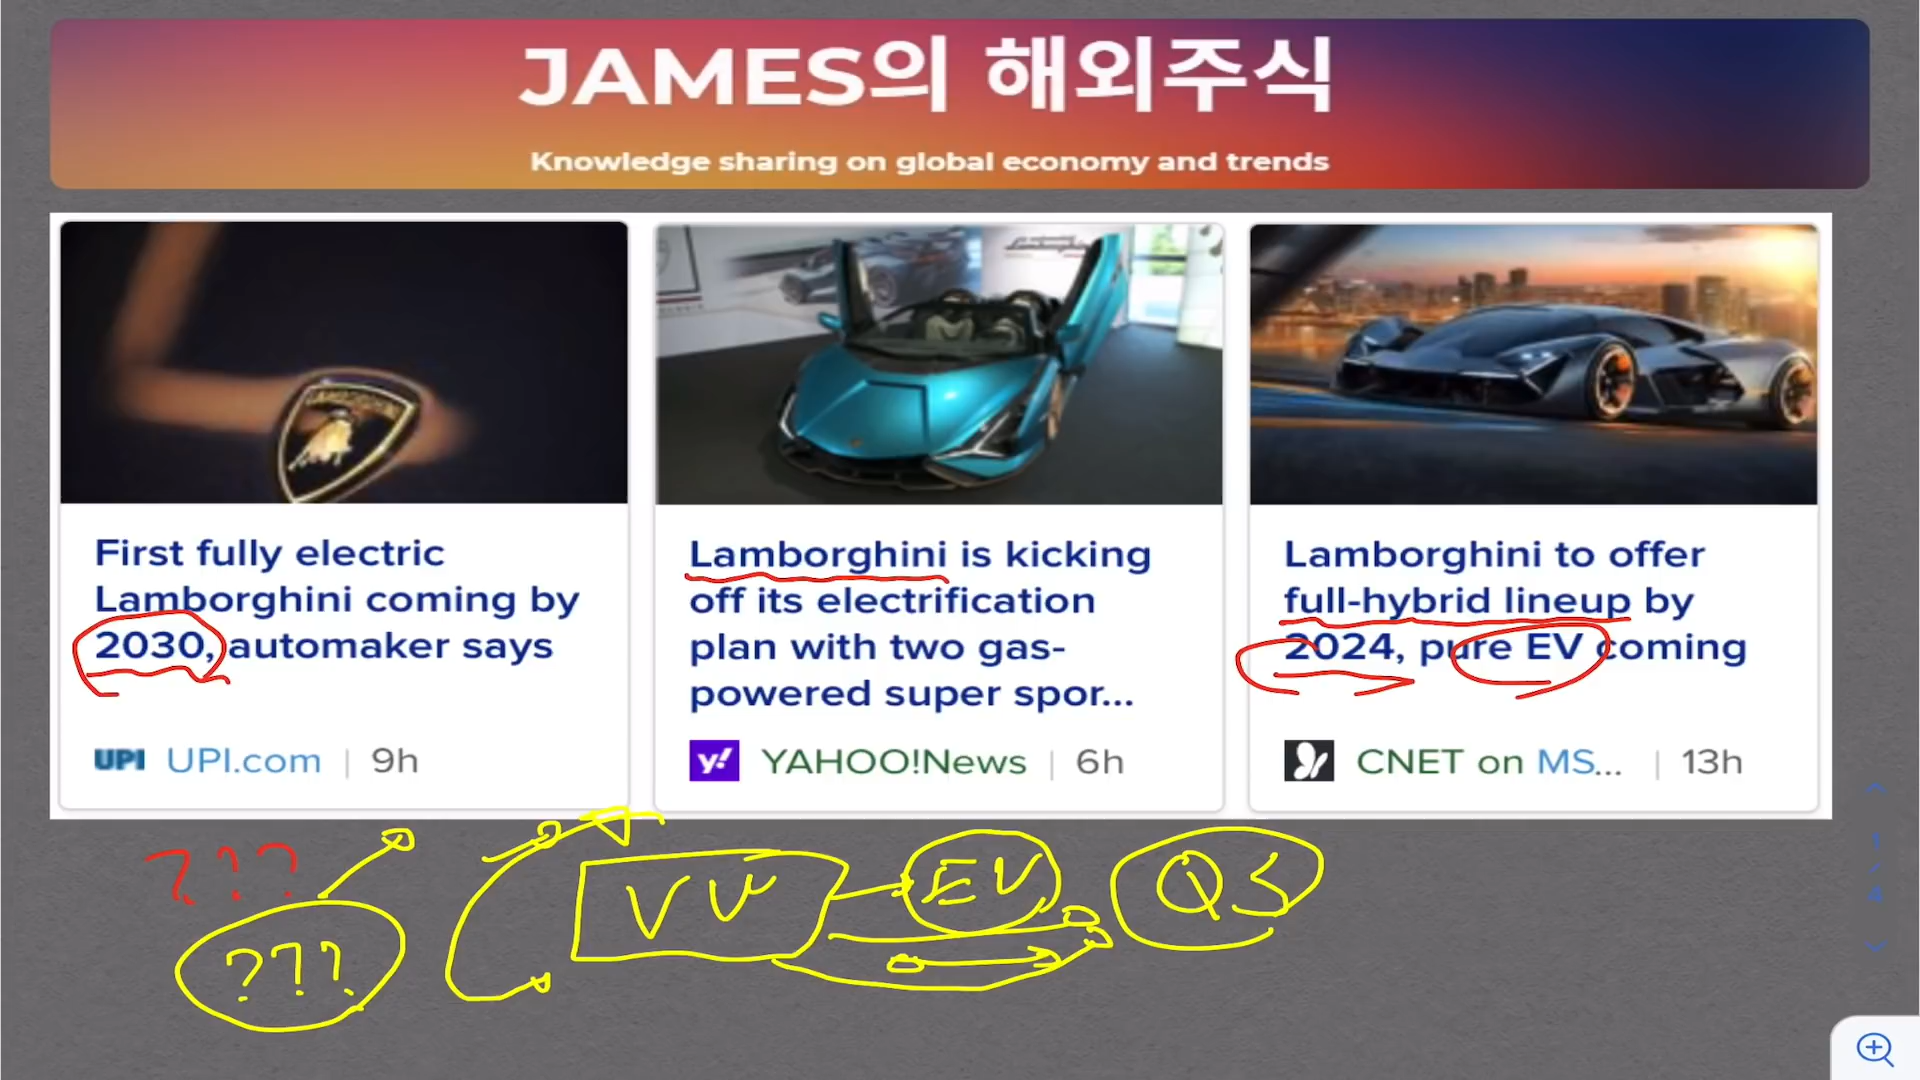 JAMES의 해외주식
Knowledge sharing on global economy and trends
LAMBORGHINI
Lamborghini
First fully electric
Lamborghini coming by
2030, automaker says
UPI UPI.com | 9h
Lamborghini is kicking
off its electrification
plan with two gas-
powered super spor...
y! YAHOO!News | 6h
Lamborghini to offer
full-hybrid lineup by
2024, pure EV coming
CNET on MS... | 13h
???
???
VW
EV
QS